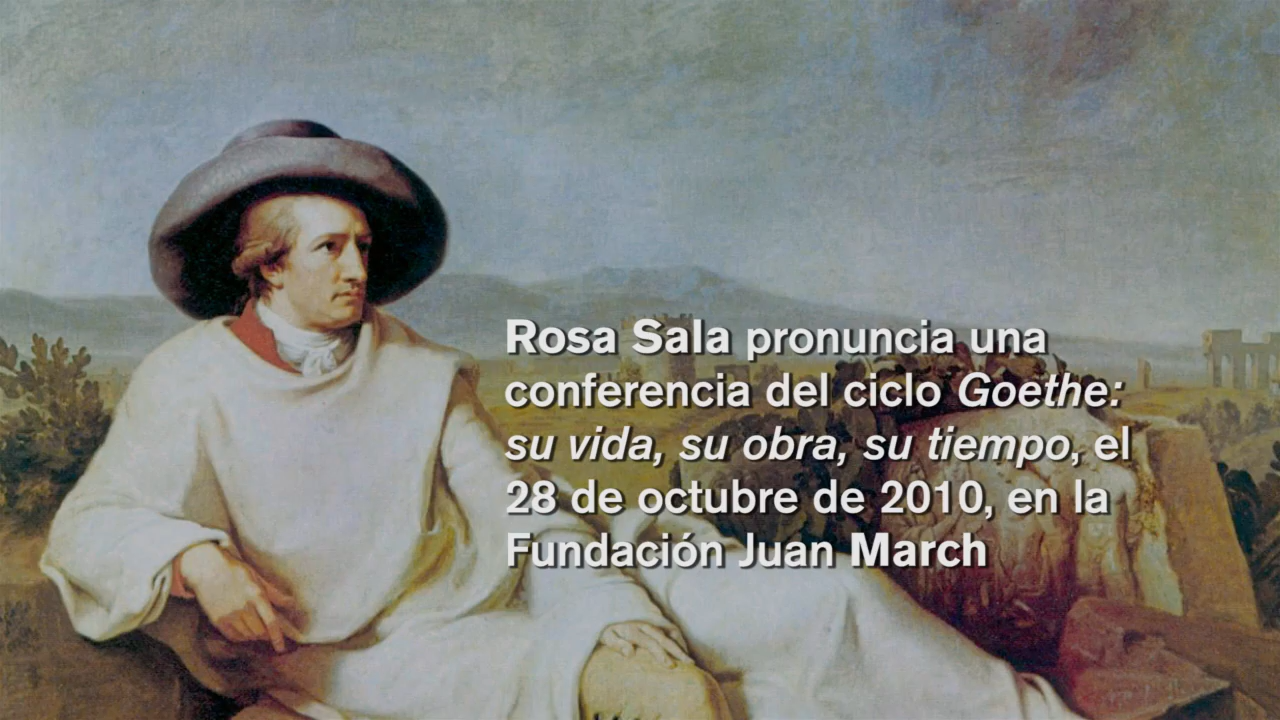 Rosa Sala pronuncia una
conferencia del ciclo Goethe:
su vida, su obra, su tiempo, el
28 de octubre de 2010, en la
Fundación Juan March